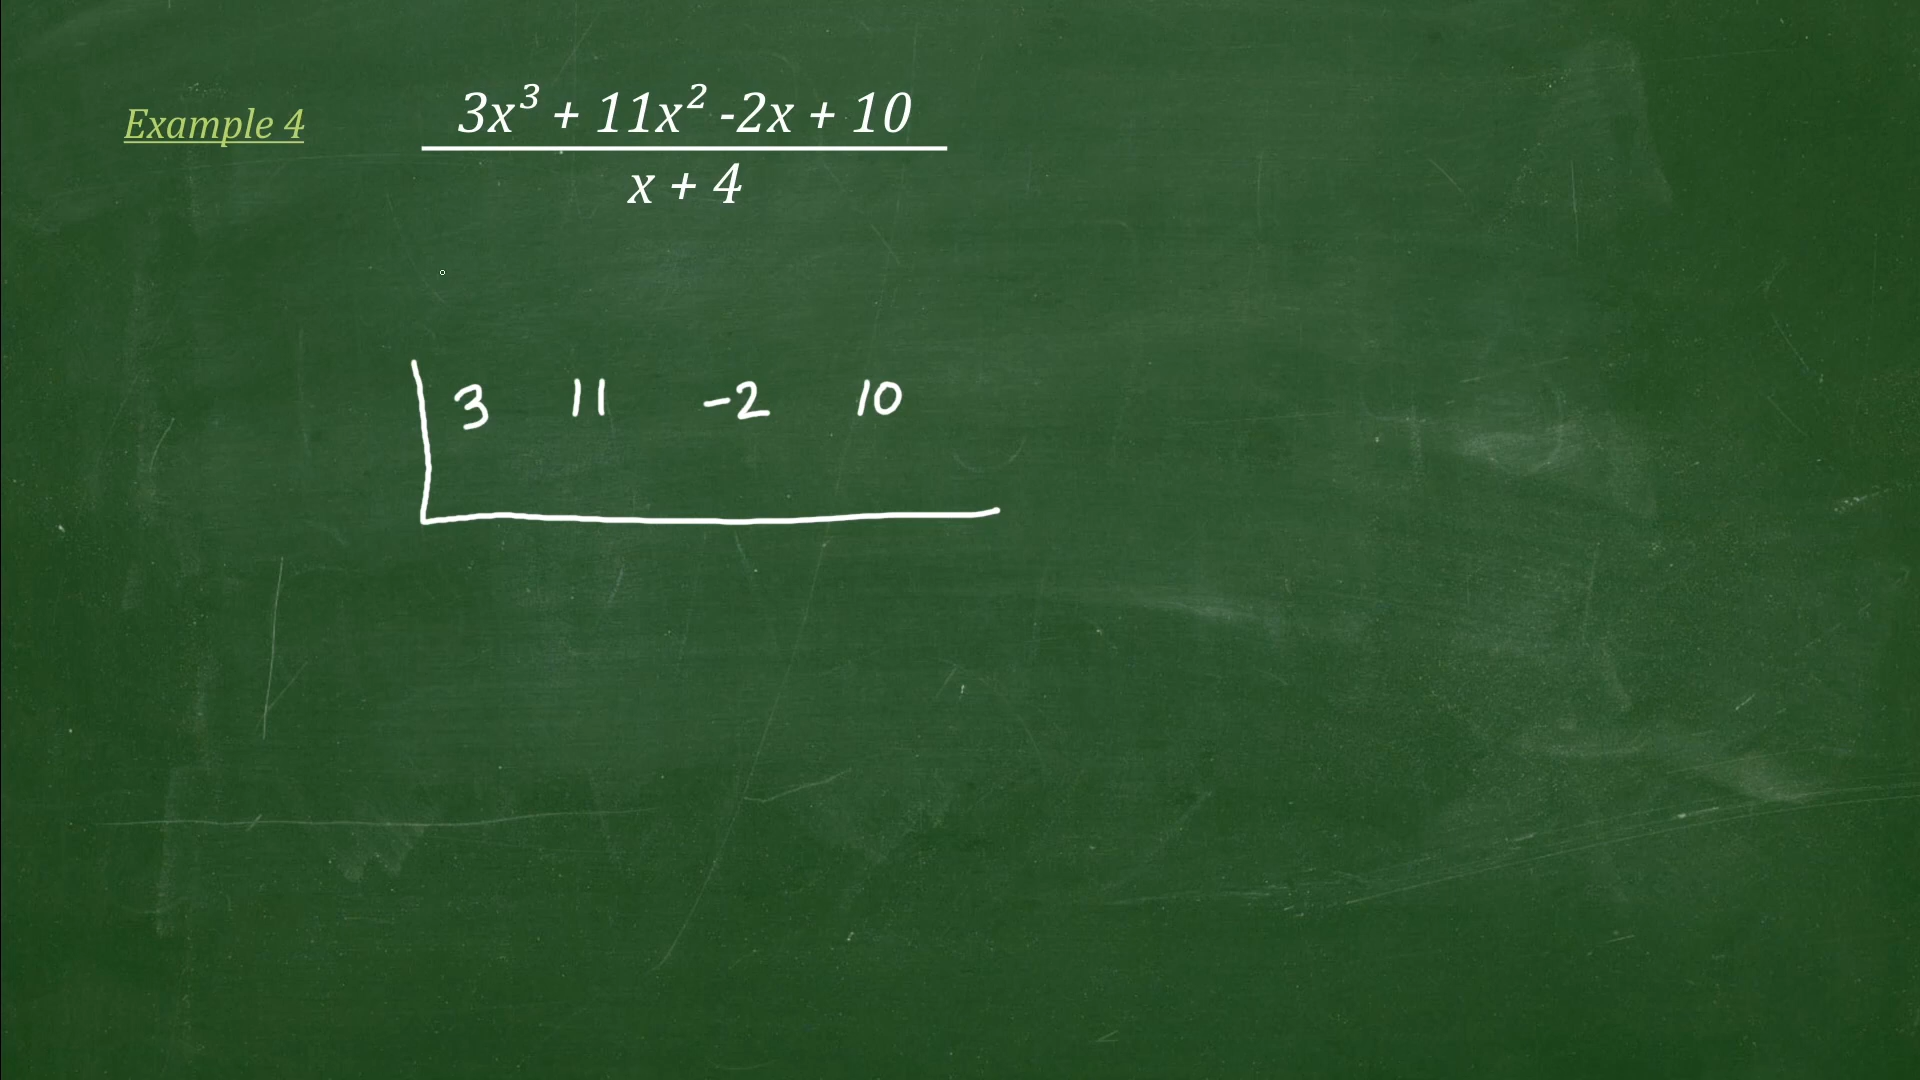 Example 4
3x³ + 11x² -2x + 10
x + 4
3 11 -2 10